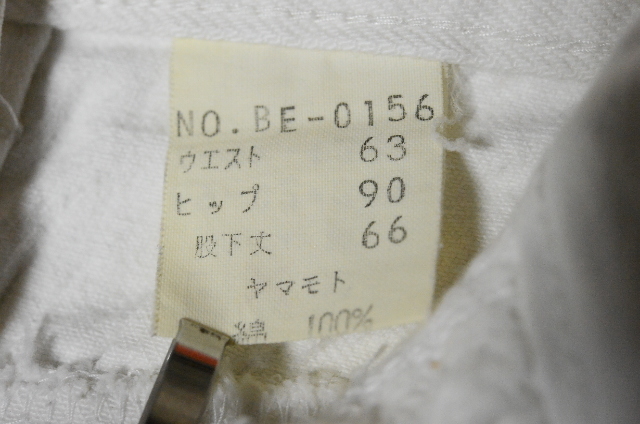 NO.BE-0156
ウエスト 63
ヒップ 90
股下丈 66
ヤマモト
綿 100%